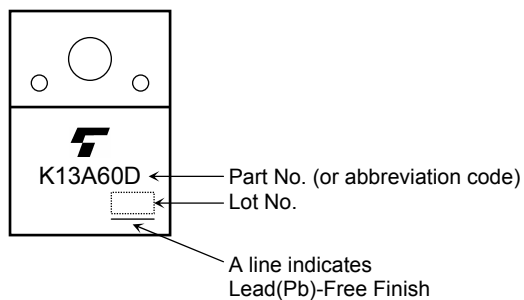 K13A60D
Part No. (or abbreviation code)
Lot No.
A line indicates
Lead(Pb)-Free Finish